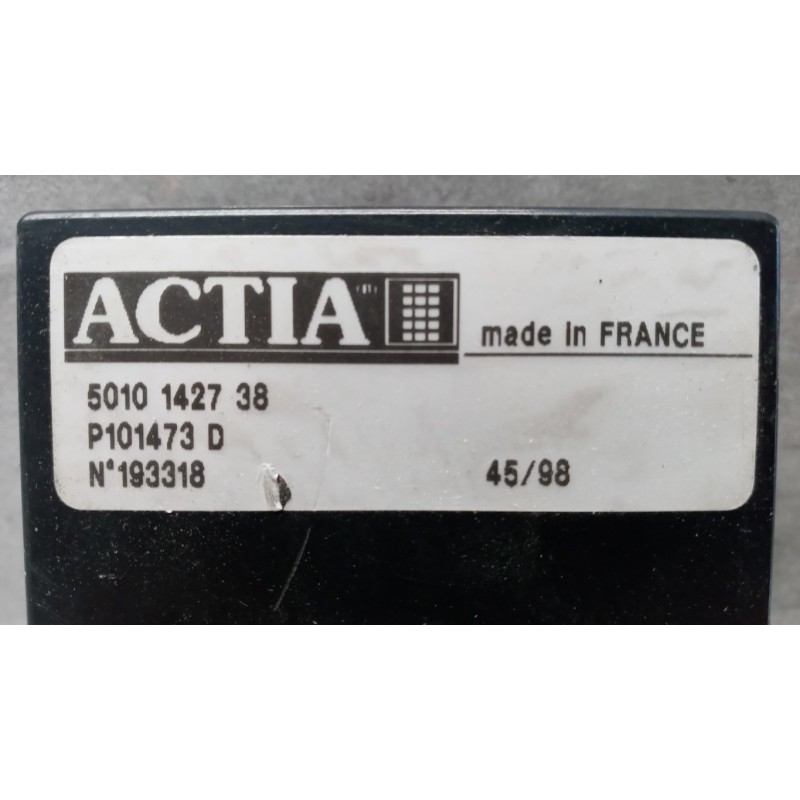 ACTIA
made in FRANCE
5010 1427 38
P101473 D
N°193318
45/98